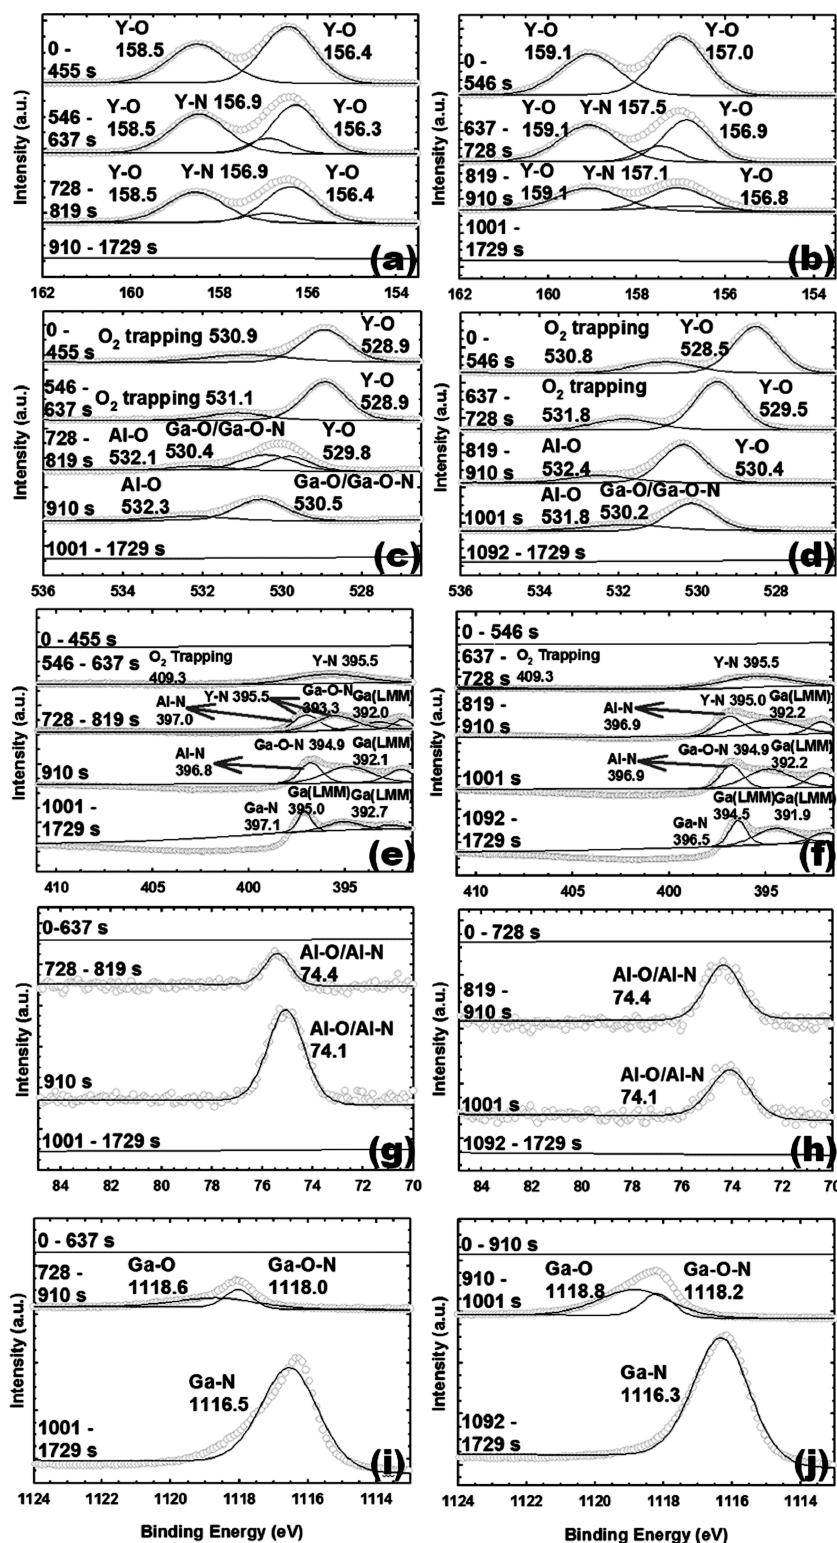 Y-O
158.5
Y-O
156.4
0 -
455 s
546 -
637 s
Y-O
158.5
Y-N 156.9
Y-O
156.3
728 -
819 s
Y-O
158.5
Y-N 156.9
Y-O
156.4
910 - 1729 s
(a)
Intensity (a.u.)
162 160 158 156 154
Y-O
159.1
Y-O
157.0
0 -
546 s
637 -
728 s
Y-O
159.1
Y-N 157.5
Y-O
156.9
819 -
910 s
Y-O
159.1
Y-N 157.1
Y-O
156.8
1001 -
1729 s
(b)
Intensity (a.u.)
162 160 158 156 154
0 -
455 s
O2 trapping 530.9
Y-O
528.9
546 -
637 s
O2 trapping 531.1
Y-O
528.9
728 -
819 s
Al-O
532.1
Ga-O/Ga-O-N
530.4
Y-O
529.8
910 s
Al-O
532.3
Ga-O/Ga-O-N
530.5
1001 - 1729 s
(c)
Intensity (a.u.)
536 534 532 530 528
0 -
546 s
O2 trapping
530.8
Y-O
528.5
637 -
728 s
O2 trapping
531.8
Y-O
529.5
819 -
910 s
Al-O
532.4
Y-O
530.4
1001 s
Al-O
531.8
Ga-O/Ga-O-N
530.2
1092 - 1729 s
(d)
Intensity (a.u.)
536 534 532 530 528
0 - 455 s
546 - 637 s
O2 Trapping
409.3
Y-N 395.5
728 - 819 s
Al-N
397.0
Y-N 395.5
Ga-O-N
393.3
Ga(LMM)
392.0
910 s
Al-N
396.8
Ga-O-N 394.9
Ga(LMM)
392.1
1001 -
1729 s
Ga-N
397.1
Ga(LMM)
395.0
Ga(LMM)
392.7
(e)
Intensity (a.u.)
410 405 400 395
0 - 546 s
637 -
728 s
O2 Trapping
409.3
Y-N 395.5
819 -
910 s
Al-N
396.9
Y-N 395.0
Ga(LMM)
392.2
1001 s
Al-N
396.9
Ga-O-N 394.9
Ga(LMM)
392.2
1092 -
1729 s
Ga-N
396.5
Ga(LMM)
394.5
Ga(LMM)
391.9
(f)
Intensity (a.u.)
410 405 400 395
0-637 s
728 - 819 s
Al-O/Al-N
74.4
910 s
Al-O/Al-N
74.1
1001 - 1729 s
(g)
Intensity (a.u.)
84 82 80 78 76 74 72 70
0 - 728 s
819 -
910 s
Al-O/Al-N
74.4
1001 s
Al-O/Al-N
74.1
1092 - 1729 s
(h)
Intensity (a.u.)
84 82 80 78 76 74 72 70
0 - 637 s
728 -
910 s
Ga-O
1118.6
Ga-O-N
1118.0
Ga-N
1116.5
1001 -
1729 s
(i)
Intensity (a.u.)
1124 1122 1120 1118 1116 1114
Binding Energy (eV)
0 - 910 s
910 -
1001 s
Ga-O
1118.8
Ga-O-N
1118.2
Ga-N
1116.3
1092 -
1729 s
(j)
Intensity (a.u.)
1124 1122 1120 1118 1116 1114
Binding Energy (eV)